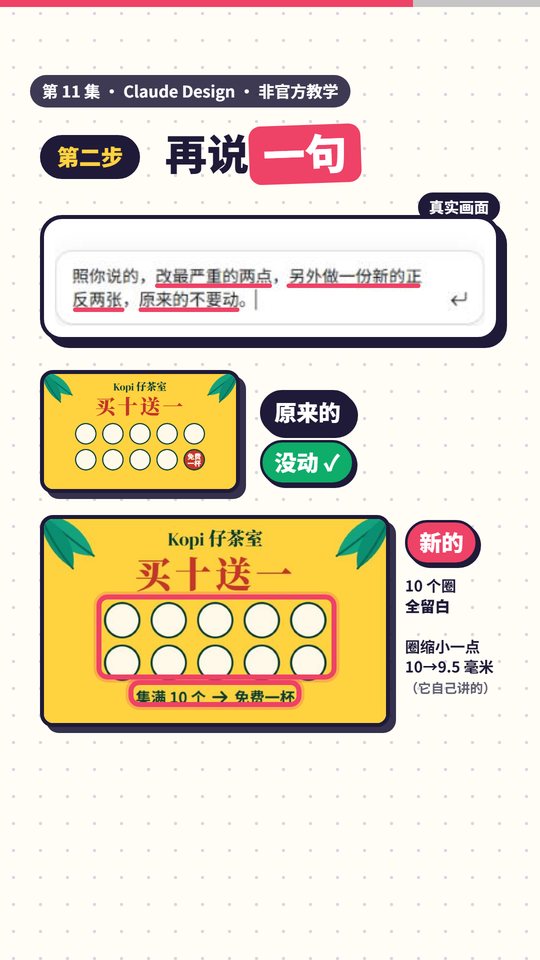 第 11 集 • Claude Design • 非官方教学
第二步
再说一句
真实画面
照你说的，改最严重的两点，另外做一份新的正
反两张，原来的不要动。
Kopi 仔茶室
买十送一
免费
一杯
原来的
没动 ✓
Kopi 仔茶室
买十送一
集满 10 个 → 免费一杯
新的
10 个圈
全留白
圈缩小一点
10→9.5 毫米
（它自己讲的）